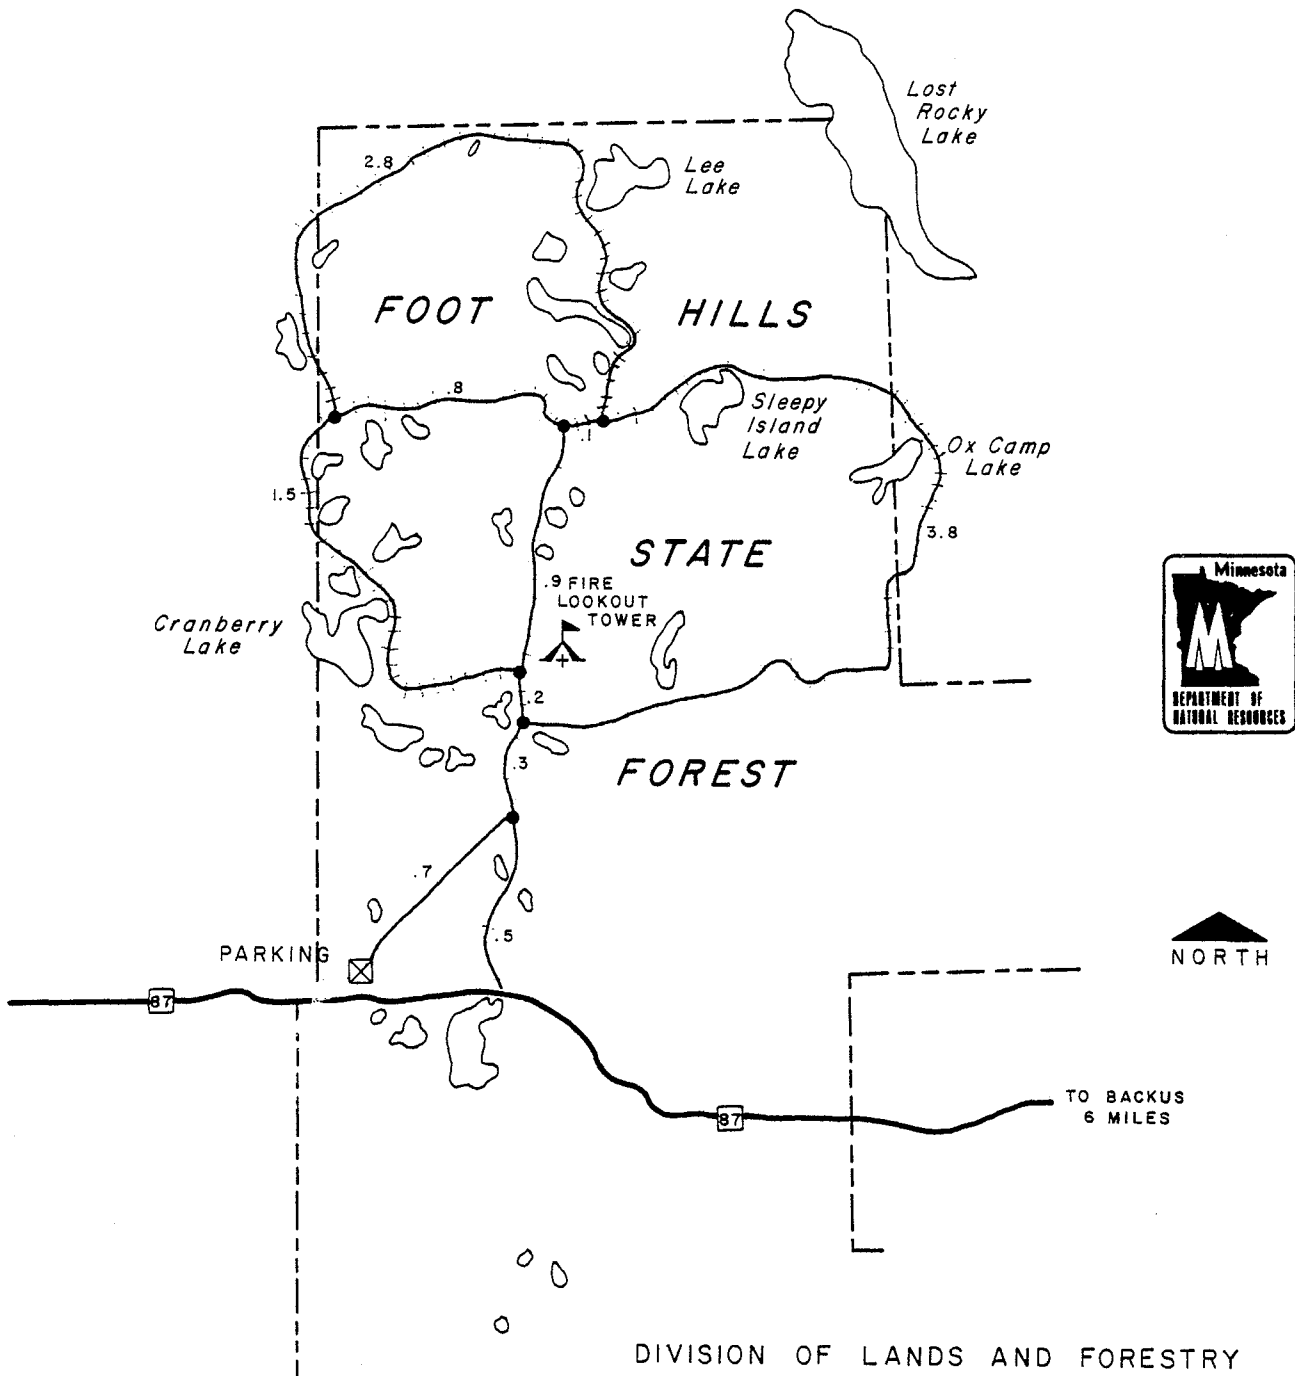 Lost
Rocky
Lake
2.8
Lee
Lake
FOOT HILLS
.8
.1
Sleepy
Island
Lake
Ox Camp
Lake
1.5
3.8
STATE
.9 FIRE
LOOKOUT
TOWER
Minnesota
DEPARTMENT OF
NATURAL RESOURCES
Cranberry
Lake
.2
.3
FOREST
.7
.5
PARKING
NORTH
87
87
TO BACKUS
6 MILES
DIVISION OF LANDS AND FORESTRY